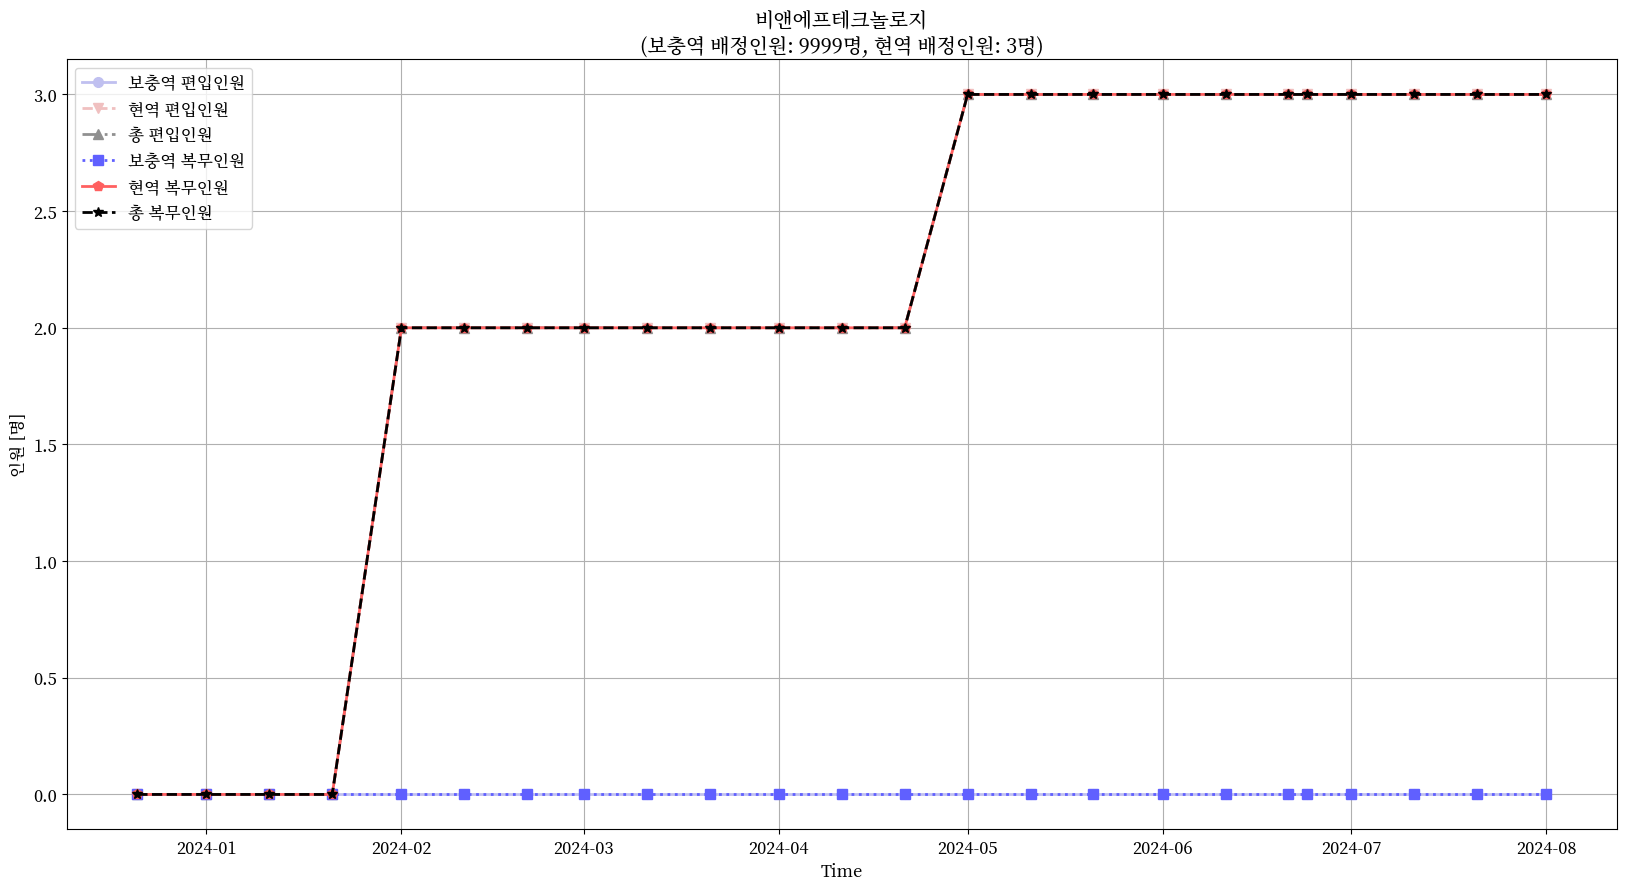 비앤에프테크놀로지
(보충역 배정인원: 9999명, 현역 배정인원: 3명)
보충역 편입인원
현역 편입인원
총 편입인원
보충역 복무인원
현역 복무인원
총 복무인원
3.0
2.5
2.0
1.5
1.0
0.5
0.0
인원 [명]
2024-01
2024-02
2024-03
2024-04
2024-05
2024-06
2024-07
2024-08
Time